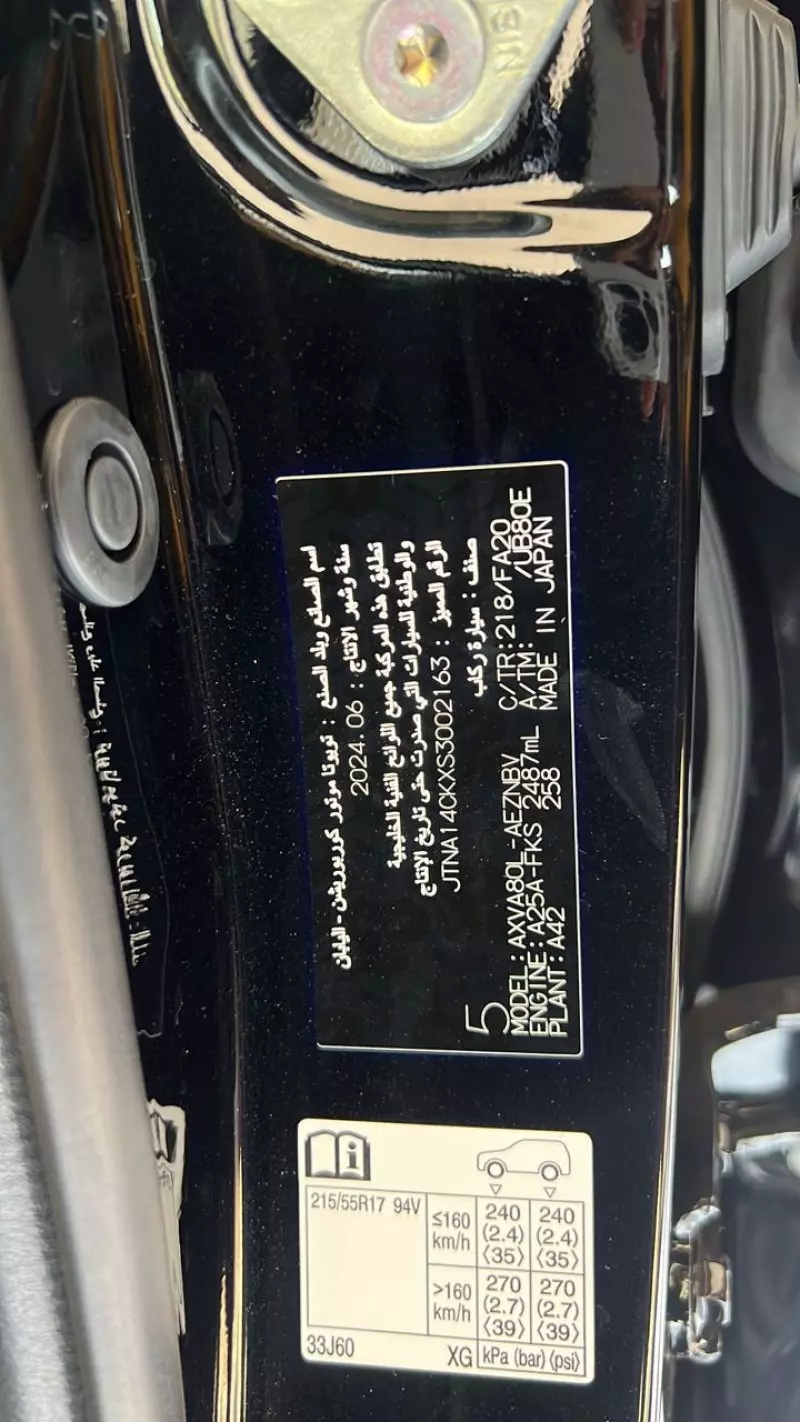 اسم الصانع وبلد الصنع : تويوتا موتور كوربوريشن - اليابان
سنة وشهر الانتاج : 2024.06
تطابق هذه المركبة جميع اللوائح الفنية الخليجية
والوطنية للسيارات التي صدرت حتى تاريخ الإنتاج
الرقم المميز : JTNA14CKXS3002163
صنف : سيارة ركاب
5
MODEL:AXVA80L-AEZNBV C/TR:218/FA20
ENGINE:A25A-FKS 2487mL A/TM: /UB80E
PLANT:A42 258 MADE IN JAPAN
215/55R17 94V
≤160 km/h 240 (2.4) ⟨35⟩ 240 (2.4) ⟨35⟩
>160 km/h 270 (2.7) ⟨39⟩ 270 (2.7) ⟨39⟩
33J60 XG kPa (bar) ⟨psi⟩